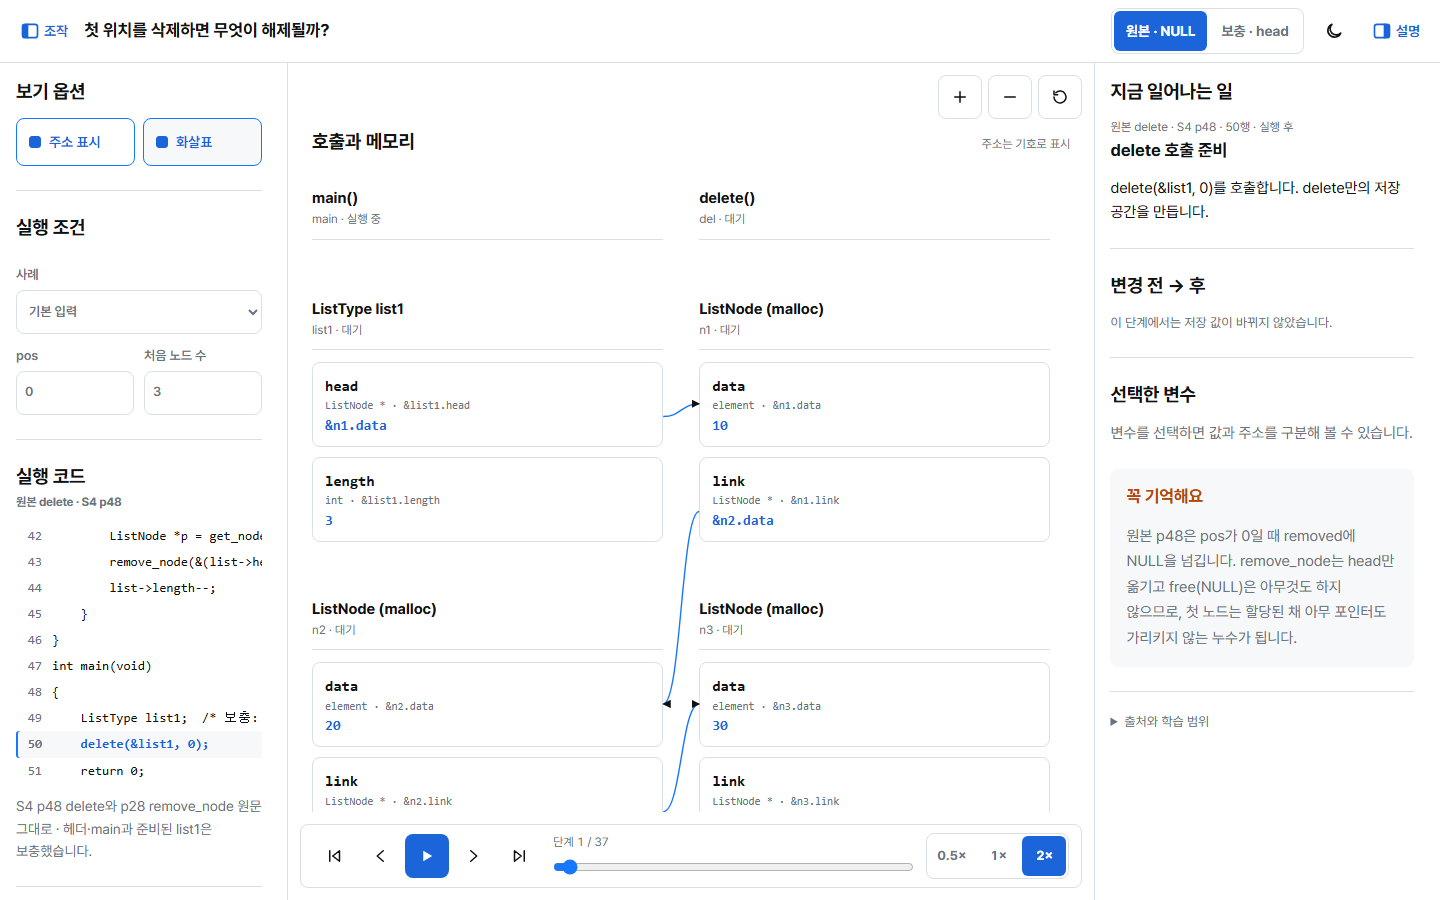 조작
첫 위치를 삭제하면 무엇이 해제될까?
원본 · NULL
보충 · head
설명
보기 옵션
주소 표시
화살표
실행 조건
사례
기본 입력
pos
처음 노드 수
0
3
실행 코드
원본 delete · S4 p48
42 ListNode *p = get_node
43 remove_node(&(list->he
44 list->length--;
45 }
46 }
47 int main(void)
48 {
49 ListType list1;  /* 보충:
50 delete(&list1, 0);
51 return 0;
S4 p48 delete와 p28 remove_node 원문
그대로 · 헤더·main과 준비된 list1은
보충했습니다.
호출과 메모리
주소는 기호로 표시
main()
main · 실행 중
delete()
del · 대기
ListType list1
list1 · 대기
head
ListNode * · &list1.head
&n1.data
length
int · &list1.length
3
ListNode (malloc)
n1 · 대기
data
element · &n1.data
10
link
ListNode * · &n1.link
&n2.data
ListNode (malloc)
n2 · 대기
data
element · &n2.data
20
link
ListNode * · &n2.link
ListNode (malloc)
n3 · 대기
data
element · &n3.data
30
link
ListNode * · &n3.link
단계 1 / 37
0.5×
1×
2×
지금 일어나는 일
원본 delete · S4 p48 · 50행 · 실행 후
delete 호출 준비
delete(&list1, 0)를 호출합니다. delete만의 저장
공간을 만듭니다.
변경 전 → 후
이 단계에서는 저장 값이 바뀌지 않았습니다.
선택한 변수
변수를 선택하면 값과 주소를 구분해 볼 수 있습니다.
꼭 기억해요
원본 p48은 pos가 0일 때 removed에
NULL을 넘깁니다. remove_node는 head만
옮기고 free(NULL)은 아무것도 하지
않으므로, 첫 노드는 할당된 채 아무 포인터도
가리키지 않는 누수가 됩니다.
출처와 학습 범위